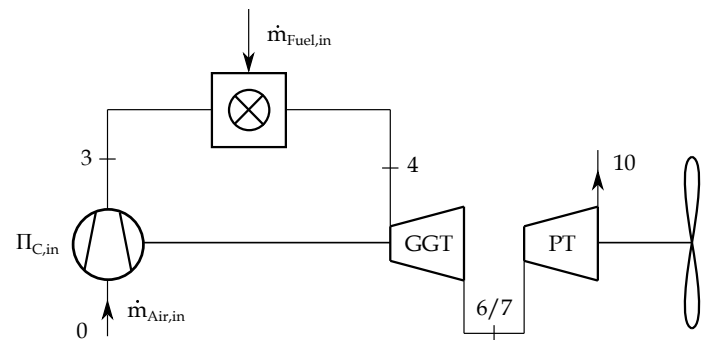 ṁFuel,in
3
4
10
ΠC,in
GGT
PT
6/7
ṁAir,in
0